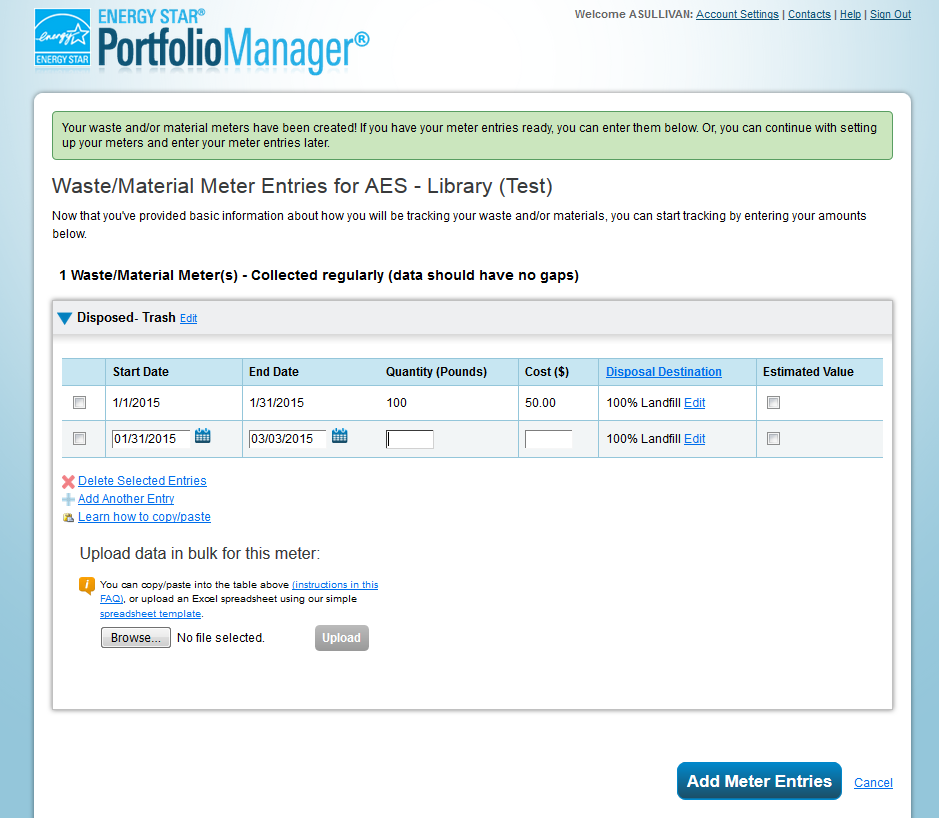 ENERGY STAR®
PortfolioManager®
energy
ENERGY STAR
Welcome ASULLIVAN: Account Settings | Contacts | Help | Sign Out
Your waste and/or material meters have been created! If you have your meter entries ready, you can enter them below. Or, you can continue with setting
up your meters and enter your meter entries later.
Waste/Material Meter Entries for AES - Library (Test)
Now that you've provided basic information about how you will be tracking your waste and/or materials, you can start tracking by entering your amounts
below.
1 Waste/Material Meter(s) - Collected regularly (data should have no gaps)
Disposed- Trash Edit
Start Date End Date Quantity (Pounds) Cost ($) Disposal Destination Estimated Value
1/1/2015 1/31/2015 100 50.00 100% Landfill Edit
01/31/2015 03/03/2015 100% Landfill Edit
Delete Selected Entries
Add Another Entry
Learn how to copy/paste
Upload data in bulk for this meter:
You can copy/paste into the table above (instructions in this
FAQ), or upload an Excel spreadsheet using our simple
spreadsheet template.
Browse... No file selected. Upload
Add Meter Entries Cancel